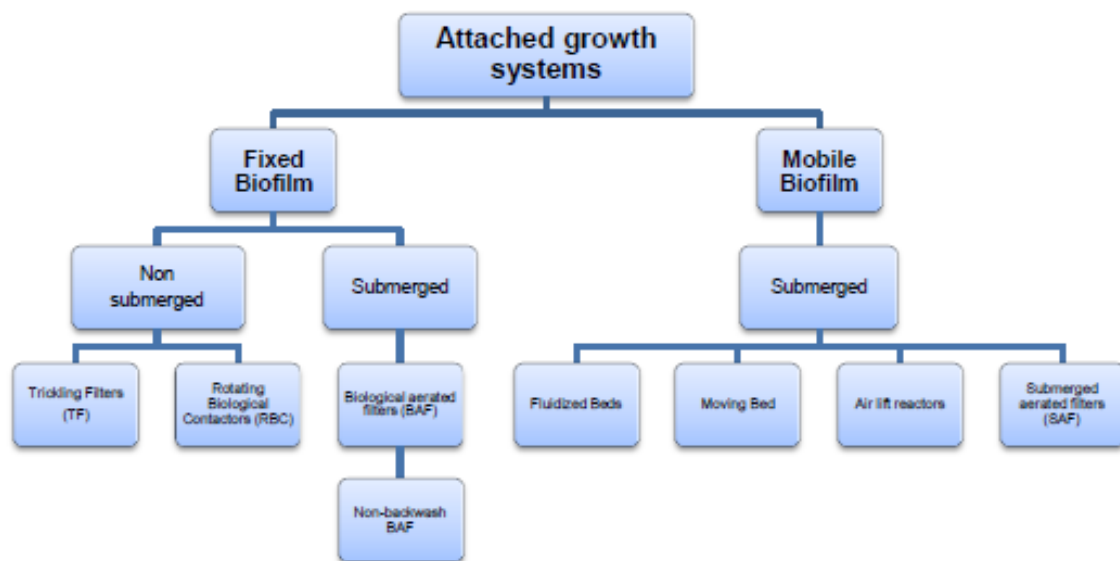 Attached growth
systems
Fixed
Biofilm
Mobile
Biofilm
Non
submerged
Submerged
Submerged
Trickling Filters
(TF)
Rotating
Biological
Contactors (RBC)
Biological aerated
filters (BAF)
Fluidized Beds
Moving Bed
Air lift reactors
Submerged
aerated filters
(SAF)
Non-backwash
BAF